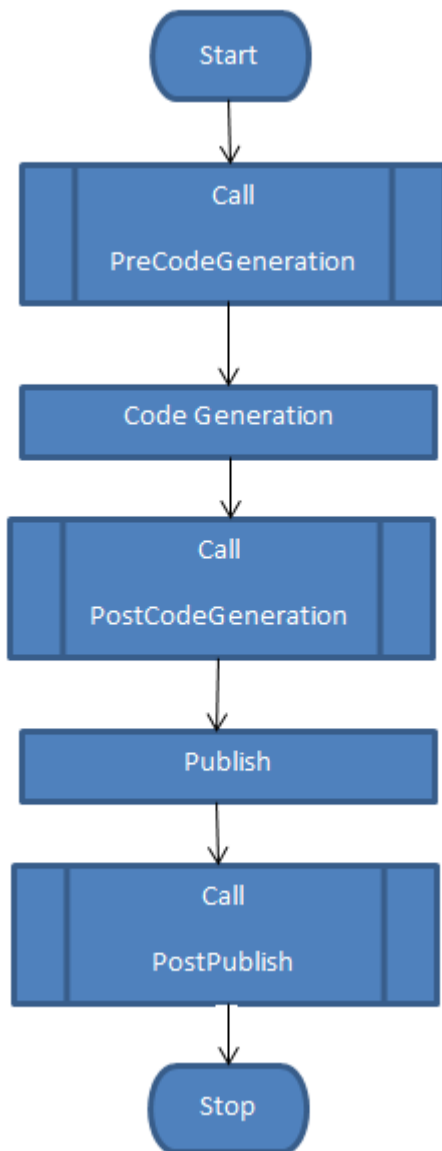 Start
Call
PreCodeGeneration
Code Generation
Call
PostCodeGeneration
Publish
Call
PostPublish
Stop